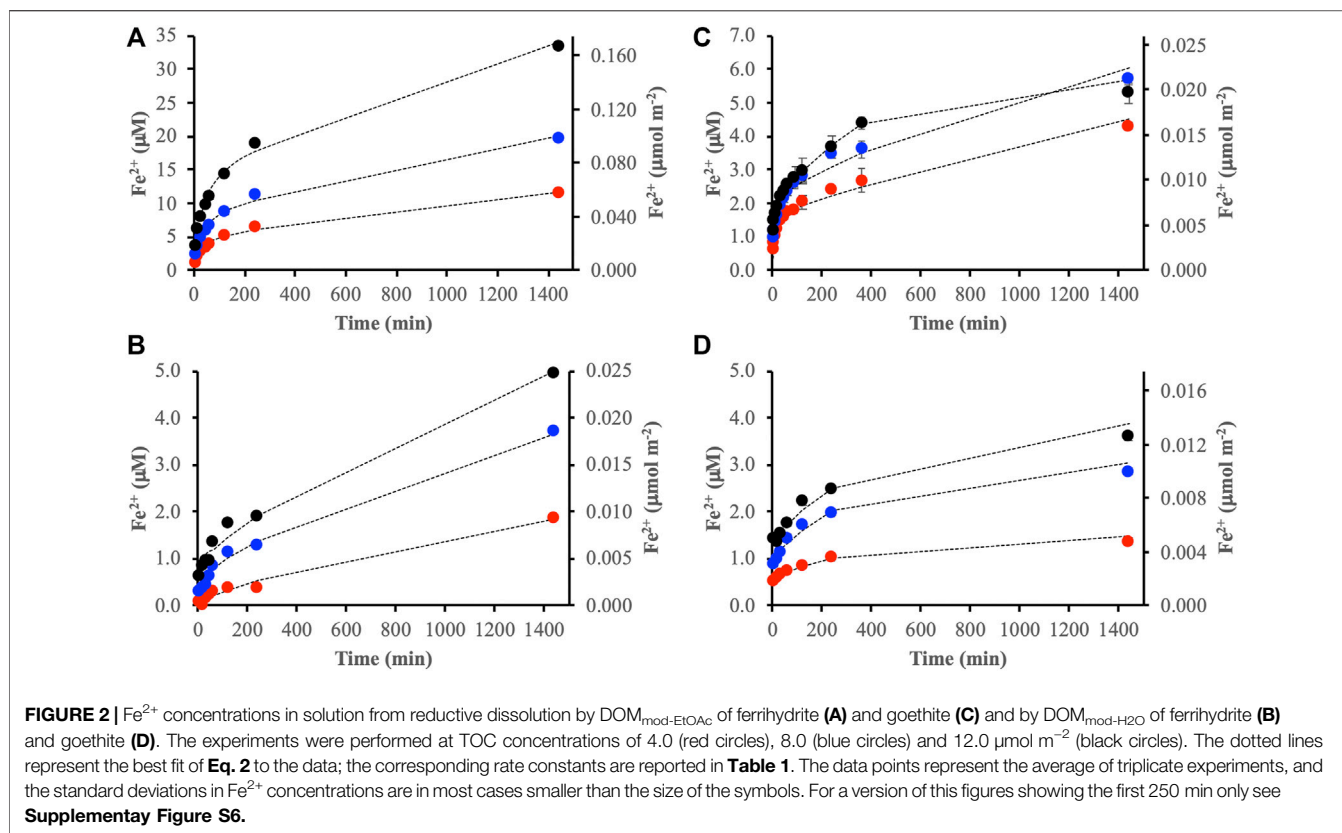 A
35
30
25
20
15
10
5
0
Fe²⁺ (µM)
0.160
0.120
0.080
0.040
0.000
Fe²⁺ (µmol m⁻²)
0 200 400 600 800 1000 1200 1400
Time (min)
C
7.0
6.0
5.0
4.0
3.0
2.0
1.0
0.0
Fe²⁺ (µM)
0.025
0.020
0.015
0.010
0.005
0.000
Fe²⁺ (µmol m⁻²)
0 200 400 600 800 1000 1200 1400
Time (min)
B
5.0
4.0
3.0
2.0
1.0
0.0
Fe²⁺ (µM)
0.025
0.020
0.015
0.010
0.005
0.000
Fe²⁺ (µmol m⁻²)
0 200 400 600 800 1000 1200 1400
Time (min)
D
5.0
4.0
3.0
2.0
1.0
0.0
Fe²⁺ (µM)
0.016
0.012
0.008
0.004
0.000
Fe²⁺ (µmol m⁻²)
0 200 400 600 800 1000 1200 1400
Time (min)
FIGURE 2 | Fe²⁺ concentrations in solution from reductive dissolution by DOMmod-EtOAc of ferrihydrite (A) and goethite (C) and by DOMmod-H2O of ferrihydrite (B)
and goethite (D). The experiments were performed at TOC concentrations of 4.0 (red circles), 8.0 (blue circles) and 12.0 µmol m⁻² (black circles). The dotted lines
represent the best fit of Eq. 2 to the data; the corresponding rate constants are reported in Table 1. The data points represent the average of triplicate experiments, and
the standard deviations in Fe²⁺ concentrations are in most cases smaller than the size of the symbols. For a version of this figures showing the first 250 min only see
Supplementay Figure S6.